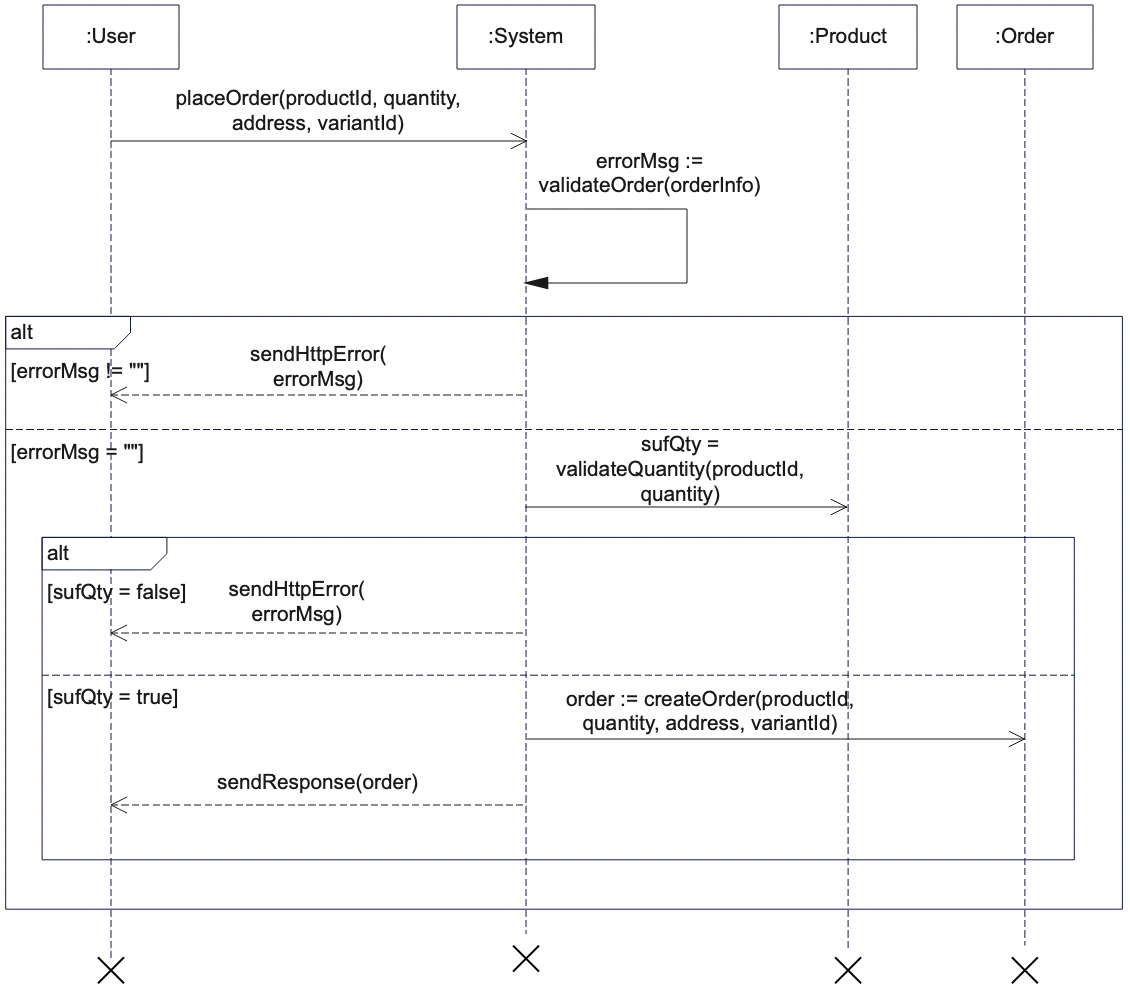 :User
:System
:Product
:Order
placeOrder(productId, quantity,
address, variantId)
errorMsg :=
validateOrder(orderInfo)
alt
[errorMsg != ""]
sendHttpError(
errorMsg)
[errorMsg = ""]
sufQty =
validateQuantity(productId,
quantity)
alt
[sufQty = false]
sendHttpError(
errorMsg)
[sufQty = true]
order := createOrder(productId,
quantity, address, variantId)
sendResponse(order)